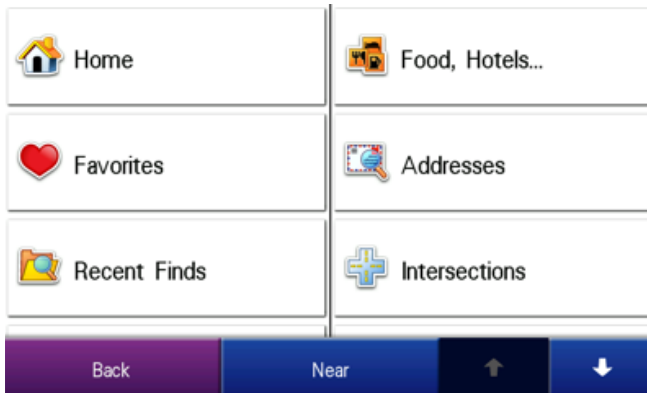 Home
Food, Hotels...
Favorites
Addresses
Recent Finds
Intersections
Back
Near